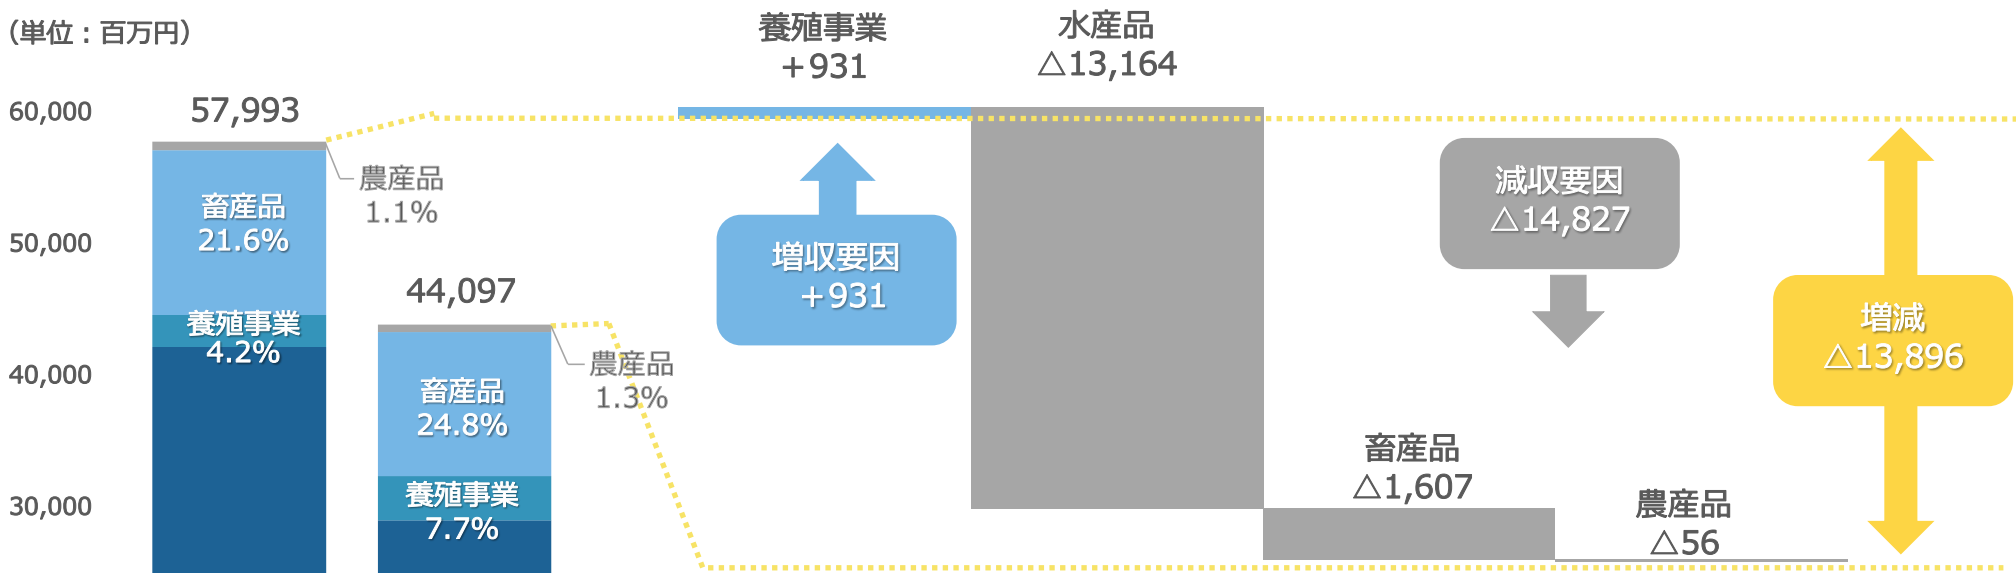 （単位：百万円）
60,000
50,000
40,000
30,000
57,993
農産品
1.1%
畜産品
21.6%
養殖事業
4.2%
44,097
農産品
1.3%
畜産品
24.8%
養殖事業
7.7%
養殖事業
＋931
増収要因
＋931
水産品
△13,164
減収要因
△14,827
畜産品
△1,607
農産品
△56
増減
△13,896